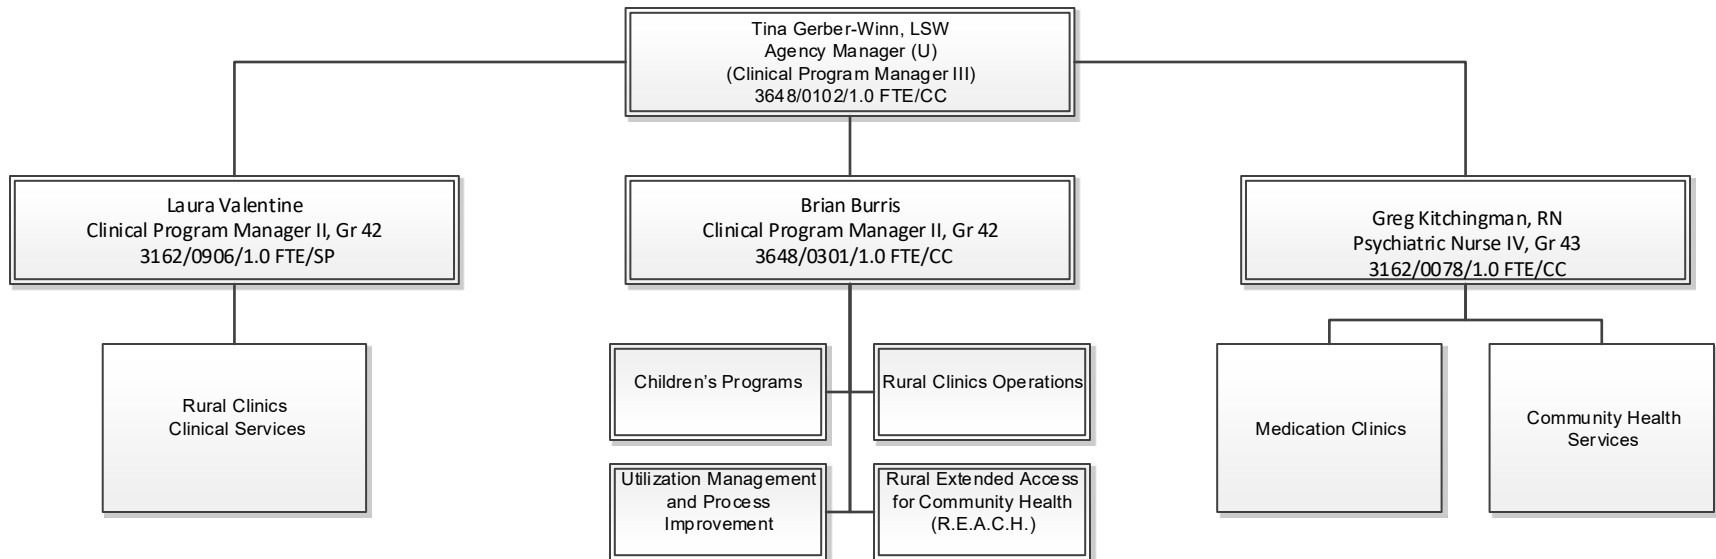 Tina Gerber-Winn, LSW
Agency Manager (U)
(Clinical Program Manager III)
3648/0102/1.0 FTE/CC
Laura Valentine
Clinical Program Manager II, Gr 42
3162/0906/1.0 FTE/SP
Brian Burris
Clinical Program Manager II, Gr 42
3648/0301/1.0 FTE/CC
Greg Kitchingman, RN
Psychiatric Nurse IV, Gr 43
3162/0078/1.0 FTE/CC
Rural Clinics
Clinical Services
Children’s Programs
Rural Clinics Operations
Utilization Management
and Process
Improvement
Rural Extended Access
for Community Health
(R.E.A.C.H.)
Medication Clinics
Community Health
Services